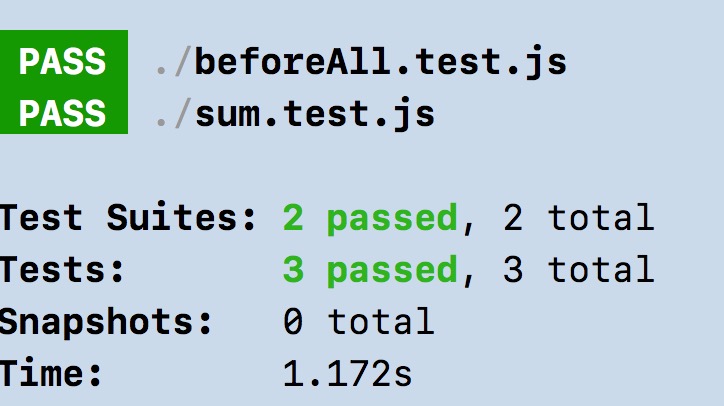 PASS ./beforeAll.test.js
PASS ./sum.test.js
Test Suites: 2 passed, 2 total
Tests: 3 passed, 3 total
Snapshots: 0 total
Time: 1.172s